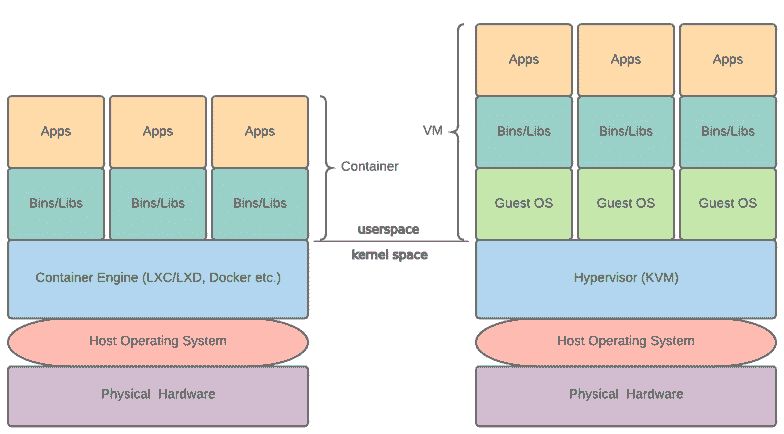 Apps Apps Apps
VM
Bins/Libs Bins/Libs Bins/Libs
Guest OS Guest OS Guest OS
Apps Apps Apps
Container
Bins/Libs Bins/Libs Bins/Libs
userspace
kernel space
Container Engine (LXC/LXD, Docker etc.)
Hypervisor (KVM)
Host Operating System
Host Operating System
Physical Hardware
Physical Hardware